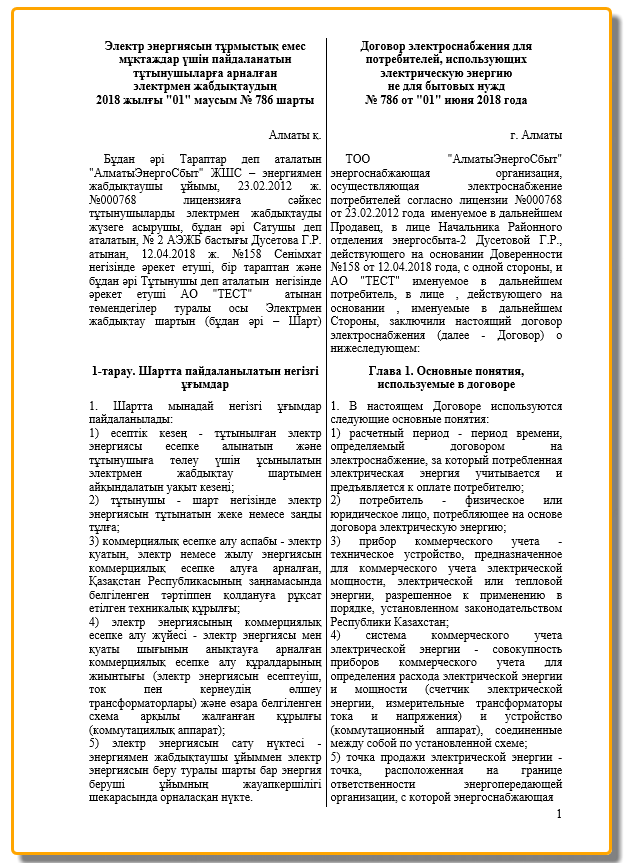 Электр энергиясын тұрмыстық емес
мұқтаждар үшін пайдаланатын
тұтынушыларға арналған
электрмен жабдықтаудың
2018 жылғы "01" маусым № 786 шарты
Алматы қ.
Бұдан әрі Тараптар деп аталатын
"АлматыЭнергоСбыт" ЖШС – энергиямен
жабдықтаушы ұйымы, 23.02.2012 ж.
№000768 лицензияға сәйкес
тұтынушыларды электрмен жабдықтауды
жүзеге асырушы, бұдан әрі Сатушы деп
аталатын, № 2 АЭЖБ бастығы Дусетова Г.Р.
атынан, 12.04.2018 ж. №158 Сенімхат
негізінде әрекет етуші, бір тараптан және
бұдан әрі Тұтынушы деп аталатын негізінде
әрекет етуші АО "ТЕСТ" атынан
төмендегілер туралы осы Электрмен
жабдықтау шартын (бұдан әрі – Шарт)
1-тарау. Шартта пайдаланылатын негізгі
ұғымдар
1. Шартта мынадай негізгі ұғымдар
пайдаланылады:
1) есептік кезең - тұтынылған электр
энергиясы есепке алынатын және
тұтынушыға төлеу үшін ұсынылатын
электрмен жабдықтау шартымен
айқындалатын уақыт кезеңі;
2) тұтынушы - шарт негізінде электр
энергиясын тұтынатын жеке немесе заңды
тұлға;
3) коммерциялық есепке алу аспабы - электр
қуатын, электр немесе жылу энергиясын
коммерциялық есепке алуға арналған,
Қазақстан Республикасының заңнамасында
белгіленген тәртіппен қолдануға рұқсат
етілген техникалық құрылғы;
4) электр энергиясының коммерциялық
есепке алу жүйесі - электр энергиясы мен
қуаты шығынын анықтауға арналған
коммерциялық есепке алу құралдарының
жиынтығы (электр энергиясын есептеуіш,
ток пен кернеудің өлшеу
трансформаторлары) және өзара белгіленген
схема арқылы жалғанған құрылғы
(коммутациялық аппарат);
5) электр энергиясын сату нүктесі -
энергиямен жабдықтаушы ұйыммен электр
энергиясын беру туралы шарты бар энергия
беруші ұйымның жауапкершілігі
шекарасында орналасқан нүкте.
Договор электроснабжения для
потребителей, использующих
электрическую энергию
не для бытовых нужд
№ 786 от "01" июня 2018 года
г. Алматы
ТОО "АлматыЭнергоСбыт"
энергоснабжающая организация,
осуществляющая электроснабжение
потребителей согласно лицензии №000768
от 23.02.2012 года именуемое в дальнейшем
Продавец, в лице Начальника Районного
отделения энергосбыта-2 Дусетовой Г.Р.,
действующего на основании Доверенности
№158 от 12.04.2018 года, с одной стороны, и
АО "ТЕСТ" именуемое в дальнейшем
потребитель, в лице , действующего на
основании , именуемые в дальнейшем
Стороны, заключили настоящий договор
электроснабжения (далее - Договор) о
нижеследующем:
Глава 1. Основные понятия,
используемые в договоре
1. В настоящем Договоре используются
следующие основные понятия:
1) расчетный период - период времени,
определяемый договором на
электроснабжение, за который потребленная
электрическая энергия учитывается и
предъявляется к оплате потребителю;
2) потребитель - физическое или
юридическое лицо, потребляющее на основе
договора электрическую энергию;
3) прибор коммерческого учета -
техническое устройство, предназначенное
для коммерческого учета электрической
мощности, электрической или тепловой
энергии, разрешенное к применению в
порядке, установленном законодательством
Республики Казахстан;
4) система коммерческого учета
электрической энергии - совокупность
приборов коммерческого учета для
определения расхода электрической энергии
и мощности (счетчик электрической
энергии, измерительные трансформаторы
тока и напряжения) и устройство
(коммутационный аппарат), соединенные
между собой по установленной схеме;
5) точка продажи электрической энергии -
точка, расположенная на границе
ответственности энергопередающей
организации, с которой энергоснабжающая
1